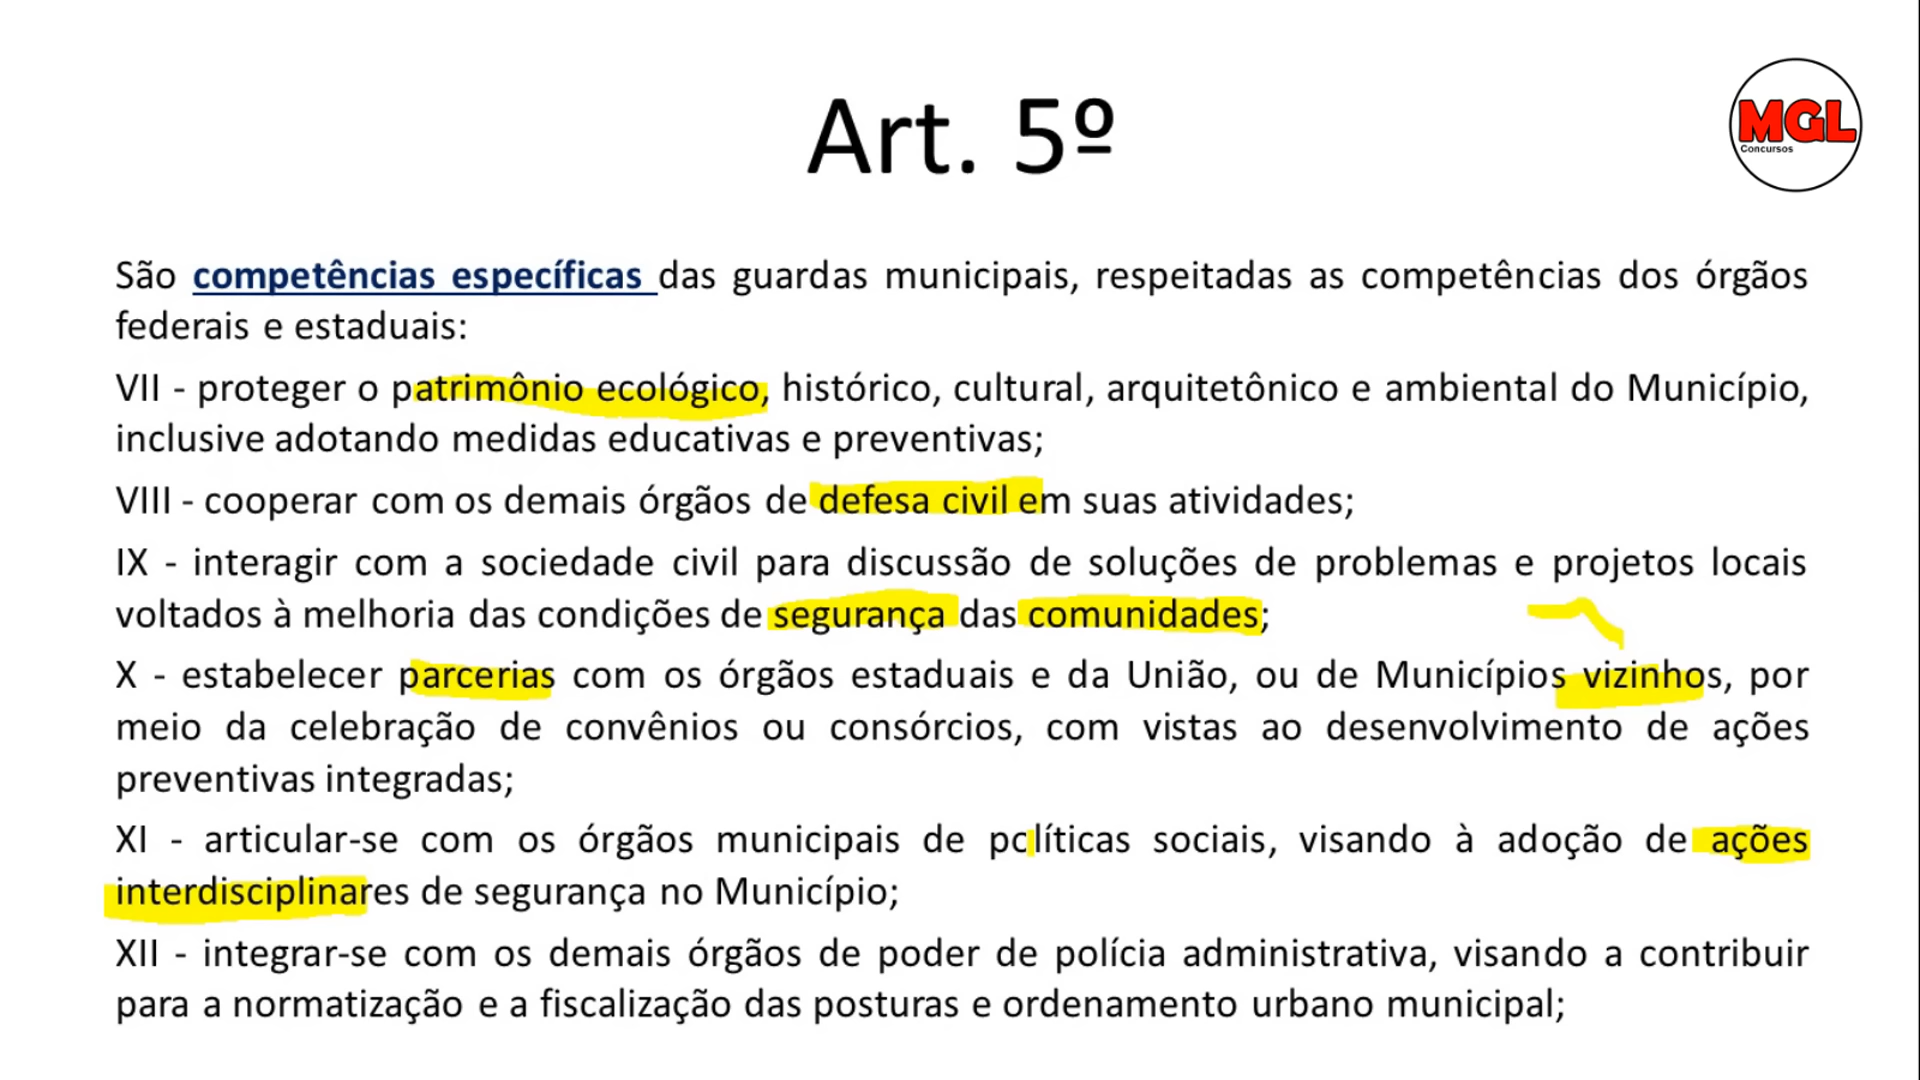 Art. 5º
MGL
Concursos
São competências específicas das guardas municipais, respeitadas as competências dos órgãos
federais e estaduais:
VII - proteger o patrimônio ecológico, histórico, cultural, arquitetônico e ambiental do Município,
inclusive adotando medidas educativas e preventivas;
VIII - cooperar com os demais órgãos de defesa civil em suas atividades;
IX - interagir com a sociedade civil para discussão de soluções de problemas e projetos locais
voltados à melhoria das condições de segurança das comunidades;
X - estabelecer parcerias com os órgãos estaduais e da União, ou de Municípios vizinhos, por
meio da celebração de convênios ou consórcios, com vistas ao desenvolvimento de ações
preventivas integradas;
XI - articular-se com os órgãos municipais de políticas sociais, visando à adoção de ações
interdisciplinares de segurança no Município;
XII - integrar-se com os demais órgãos de poder de polícia administrativa, visando a contribuir
para a normatização e a fiscalização das posturas e ordenamento urbano municipal;